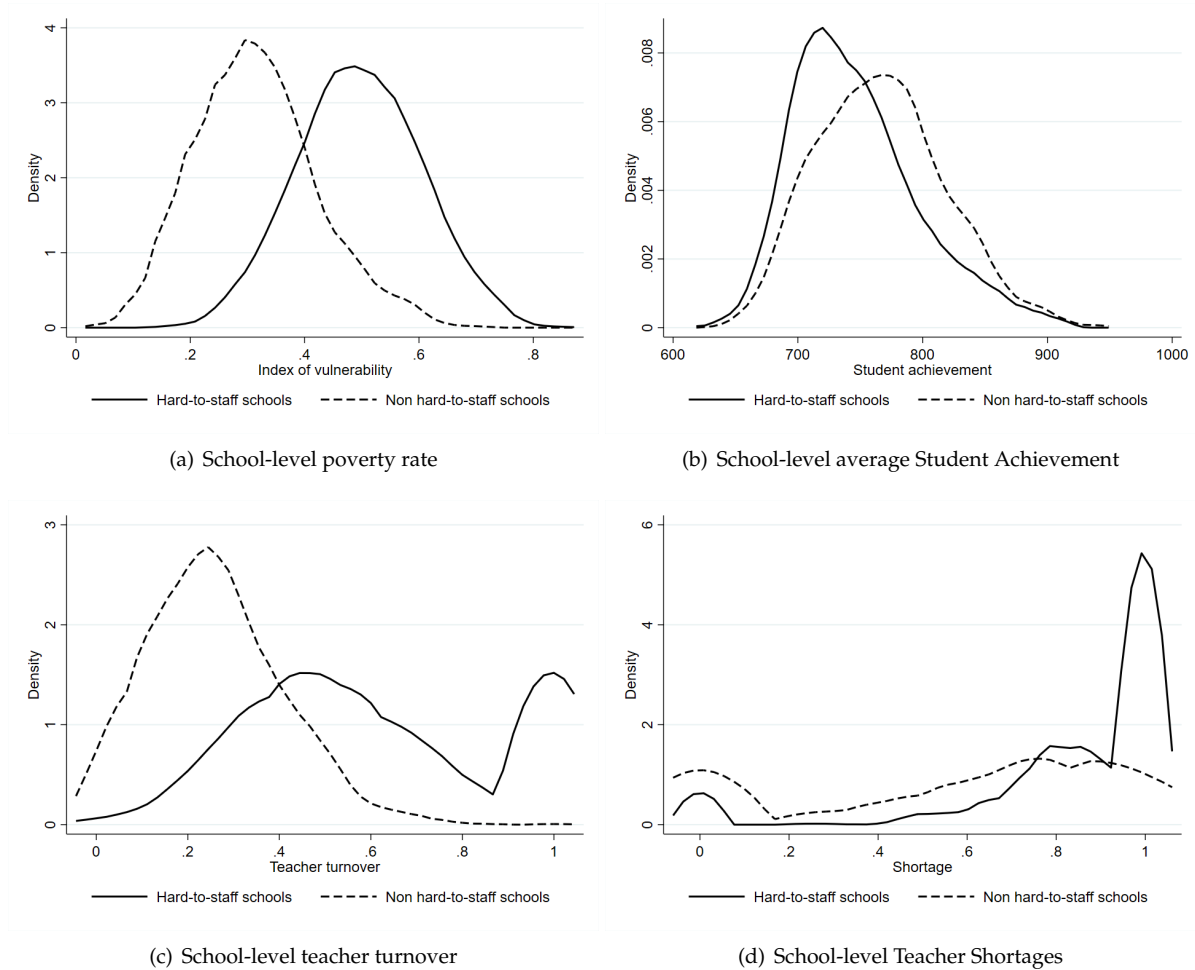 4
3
2
1
0
Density
0
.2
.4
.6
.8
Index of vulnerability
Hard-to-staff schools
Non hard-to-staff schools
(a) School-level poverty rate
.008
.006
.004
.002
0
Density
600
700
800
900
1000
Student achievement
Hard-to-staff schools
Non hard-to-staff schools
(b) School-level average Student Achievement
3
2
1
0
Density
0
.2
.4
.6
.8
1
Teacher turnover
Hard-to-staff schools
Non hard-to-staff schools
(c) School-level teacher turnover
6
4
2
0
Density
0
.2
.4
.6
.8
1
Shortage
Hard-to-staff schools
Non hard-to-staff schools
(d) School-level Teacher Shortages